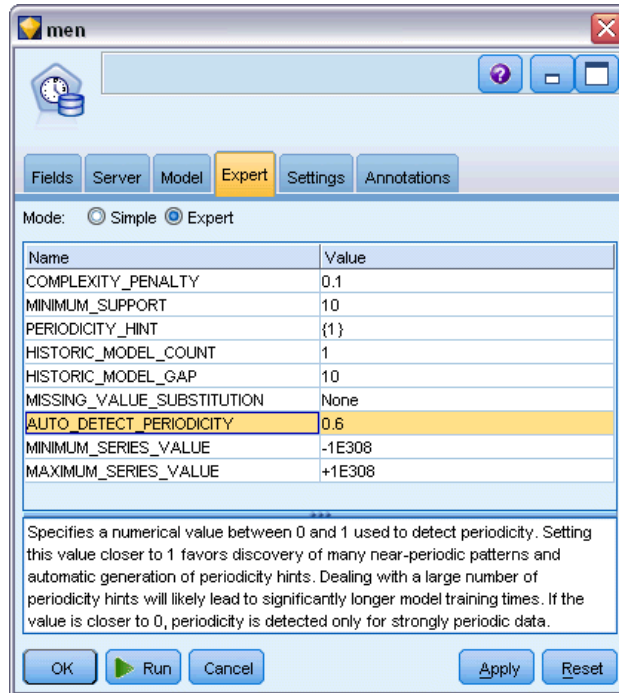 men
Fields Server Model Expert Settings Annotations
Mode: Simple Expert
Name Value
COMPLEXITY_PENALTY 0.1
MINIMUM_SUPPORT 10
PERIODICITY_HINT {1}
HISTORIC_MODEL_COUNT 1
HISTORIC_MODEL_GAP 10
MISSING_VALUE_SUBSTITUTION None
AUTO_DETECT_PERIODICITY 0.6
MINIMUM_SERIES_VALUE -1E308
MAXIMUM_SERIES_VALUE +1E308
Specifies a numerical value between 0 and 1 used to detect periodicity. Setting
this value closer to 1 favors discovery of many near-periodic patterns and
automatic generation of periodicity hints. Dealing with a large number of
periodicity hints will likely lead to significantly longer model training times. If the
value is closer to 0, periodicity is detected only for strongly periodic data.
OK Run Cancel Apply Reset